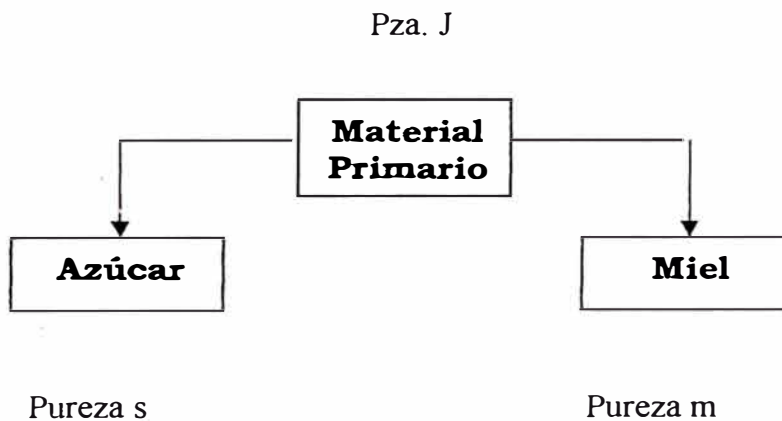 Pza. J
Material
Primario
Azúcar
Miel
Pureza s
Pureza m